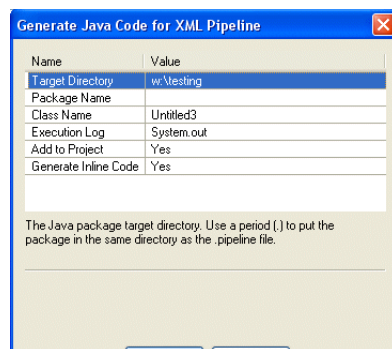 Generate Java Code for XML Pipeline
Name Value
Target Directory w:\testing
Package Name
Class Name Untitled3
Execution Log System.out
Add to Project Yes
Generate Inline Code Yes
The Java package target directory. Use a period (.) to put the
package in the same directory as the .pipeline file.